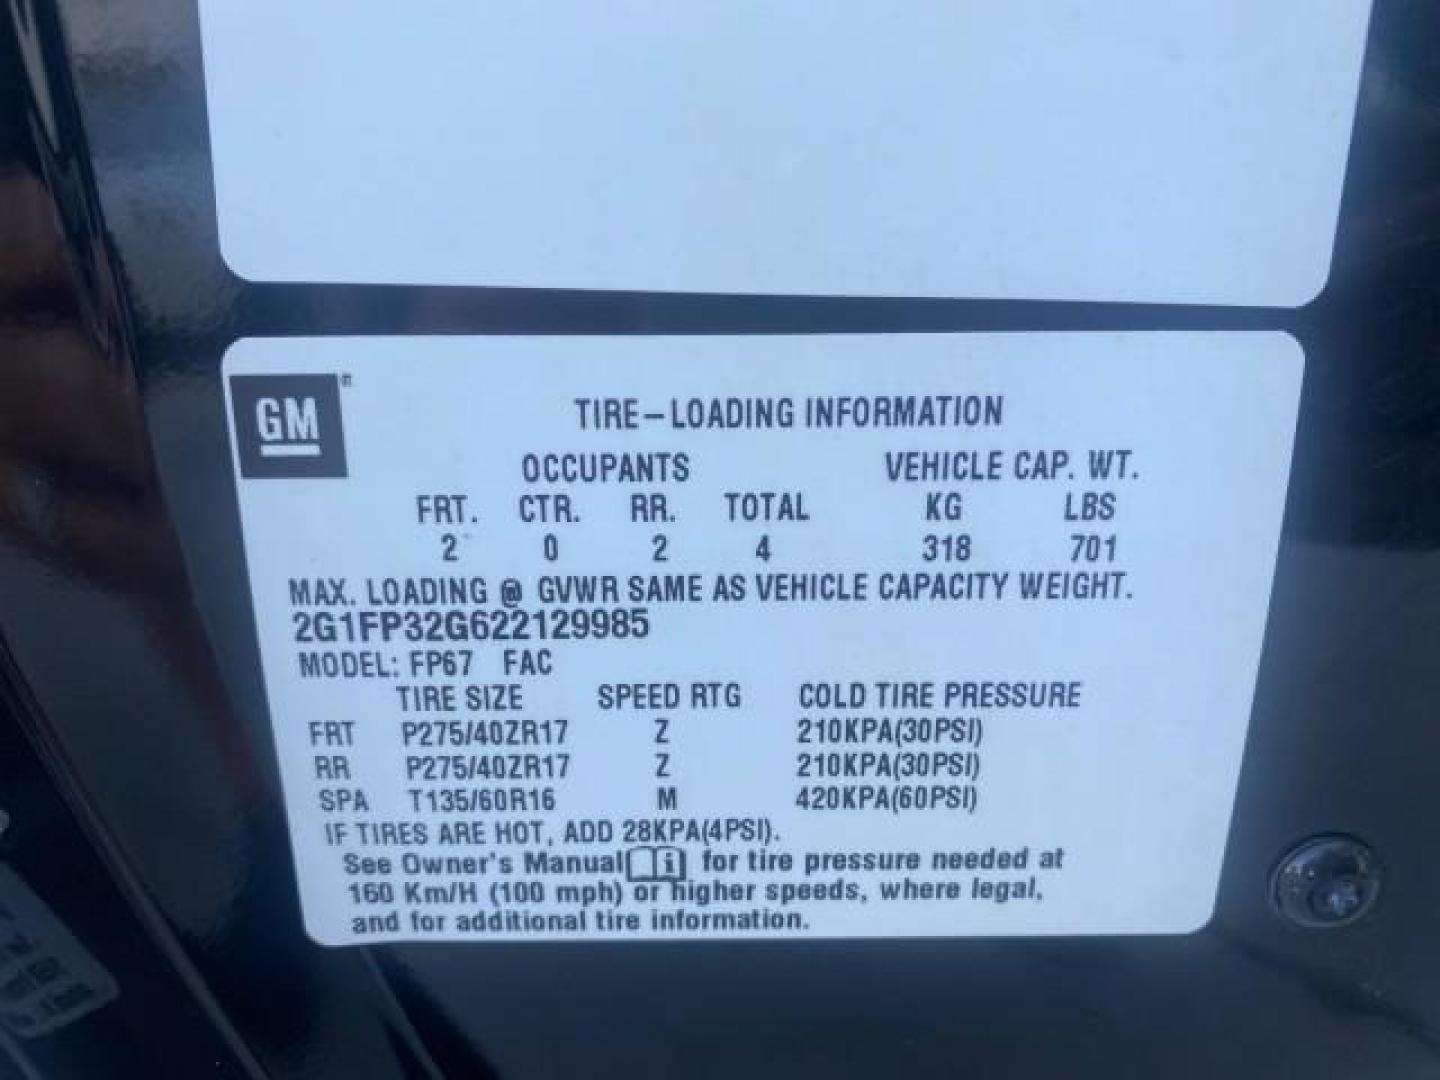 GM
TIRE-LOADING INFORMATION
OCCUPANTS VEHICLE CAP. WT.
FRT. CTR. RR. TOTAL KG LBS
2 0 2 4 318 701
MAX. LOADING @ GVWR SAME AS VEHICLE CAPACITY WEIGHT.
2G1FP32G622129985
MODEL: FP67 FAC
TIRE SIZE SPEED RTG COLD TIRE PRESSURE
FRT P275/40ZR17 Z 210KPA(30PSI)
RR P275/40ZR17 Z 210KPA(30PSI)
SPA T135/60R16 M 420KPA(60PSI)
IF TIRES ARE HOT, ADD 28KPA(4PSI).
See Owner's Manual i for tire pressure needed at
160 Km/H (100 mph) or higher speeds, where legal,
and for additional tire information.